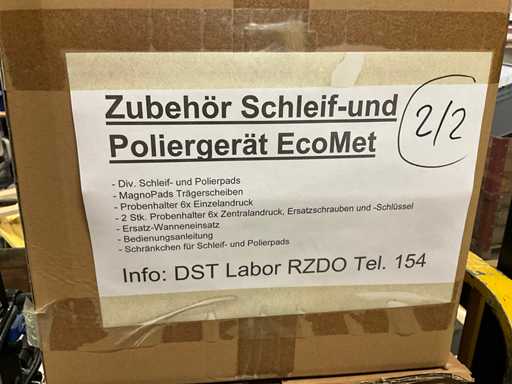 Zubehör Schleif-und
Poliergerät EcoMet
2/2
- Div. Schleif- und Polierpads
- MagnoPads Trägerscheiben
- Probenhalter 6x Einzelandruck
- 2 Stk. Probenhalter 6x Zentralandruck, Ersatzschrauben und -Schlüssel
- Ersatz-Wanneneinsatz
- Bedienungsanleitung
- Schränkchen für Schleif- und Polierpads
Info: DST Labor RZDO Tel. 154